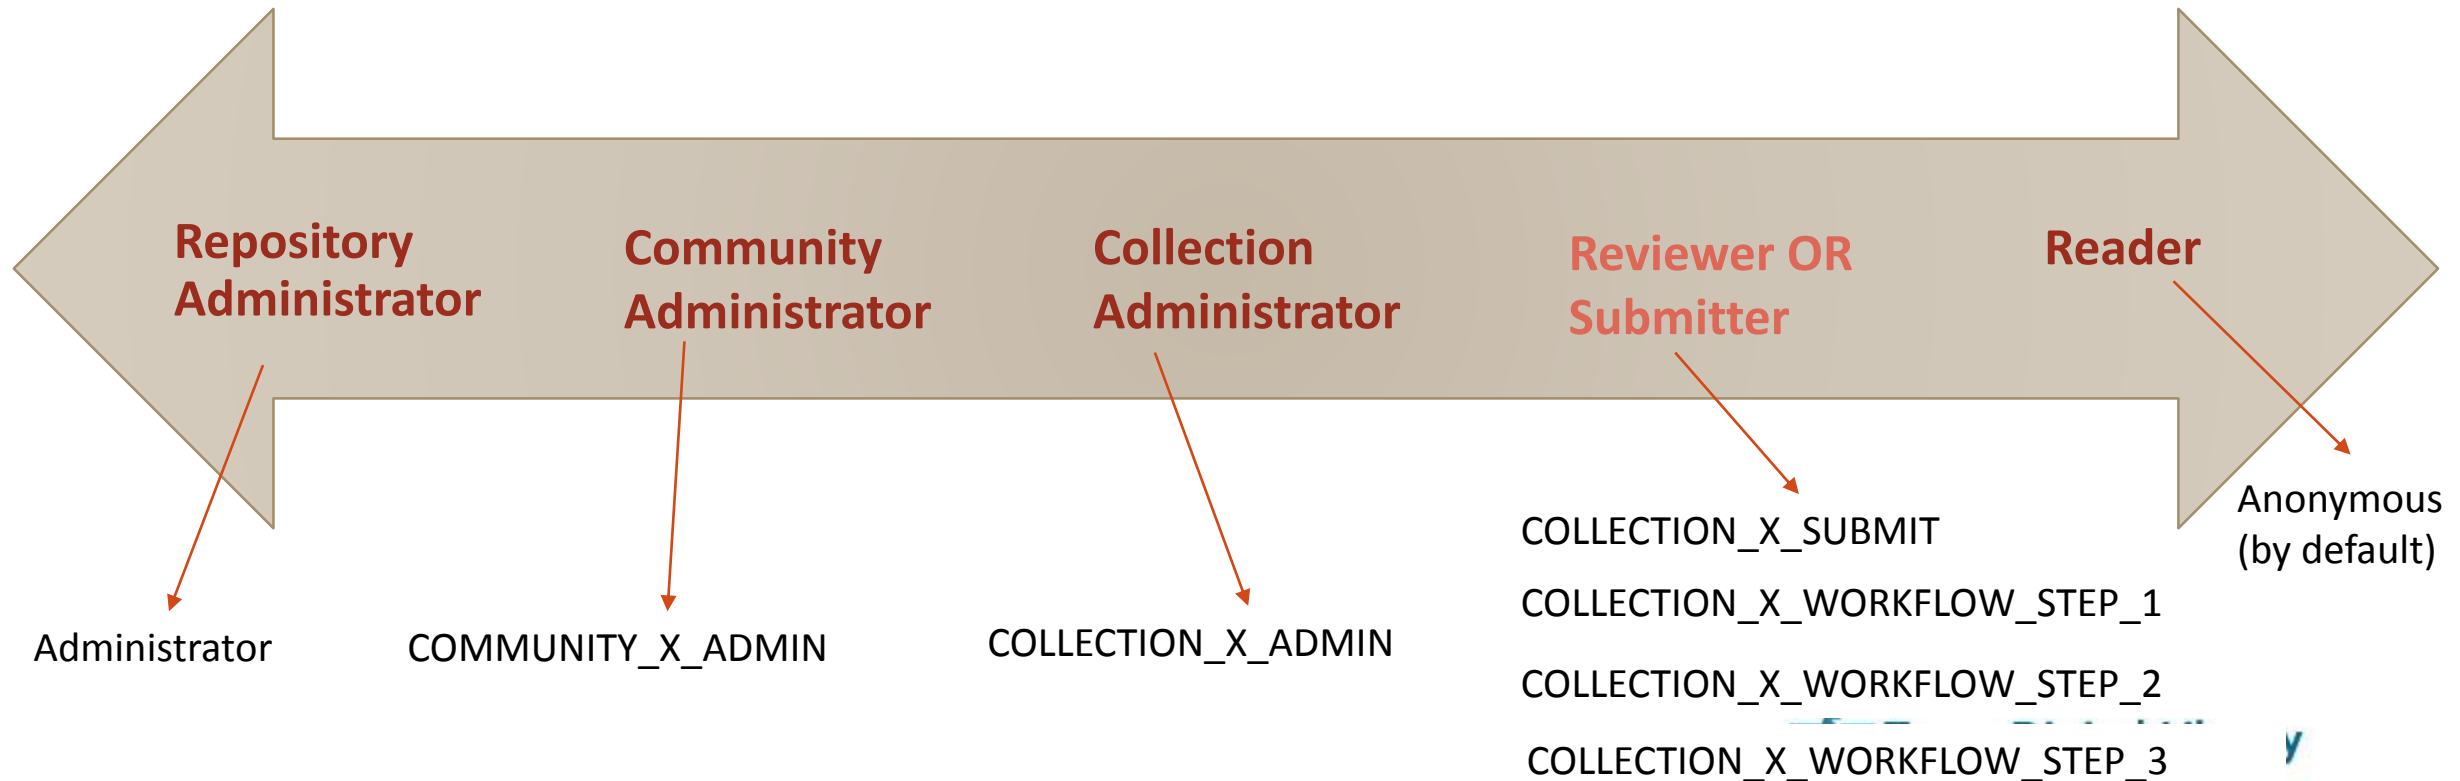 Repository
Administrator
Community
Administrator
Collection
Administrator
Reviewer OR
Submitter
Reader
Administrator
COMMUNITY_X_ADMIN
COLLECTION_X_ADMIN
COLLECTION_X_SUBMIT
COLLECTION_X_WORKFLOW_STEP_1
COLLECTION_X_WORKFLOW_STEP_2
COLLECTION_X_WORKFLOW_STEP_3
Anonymous
(by default)